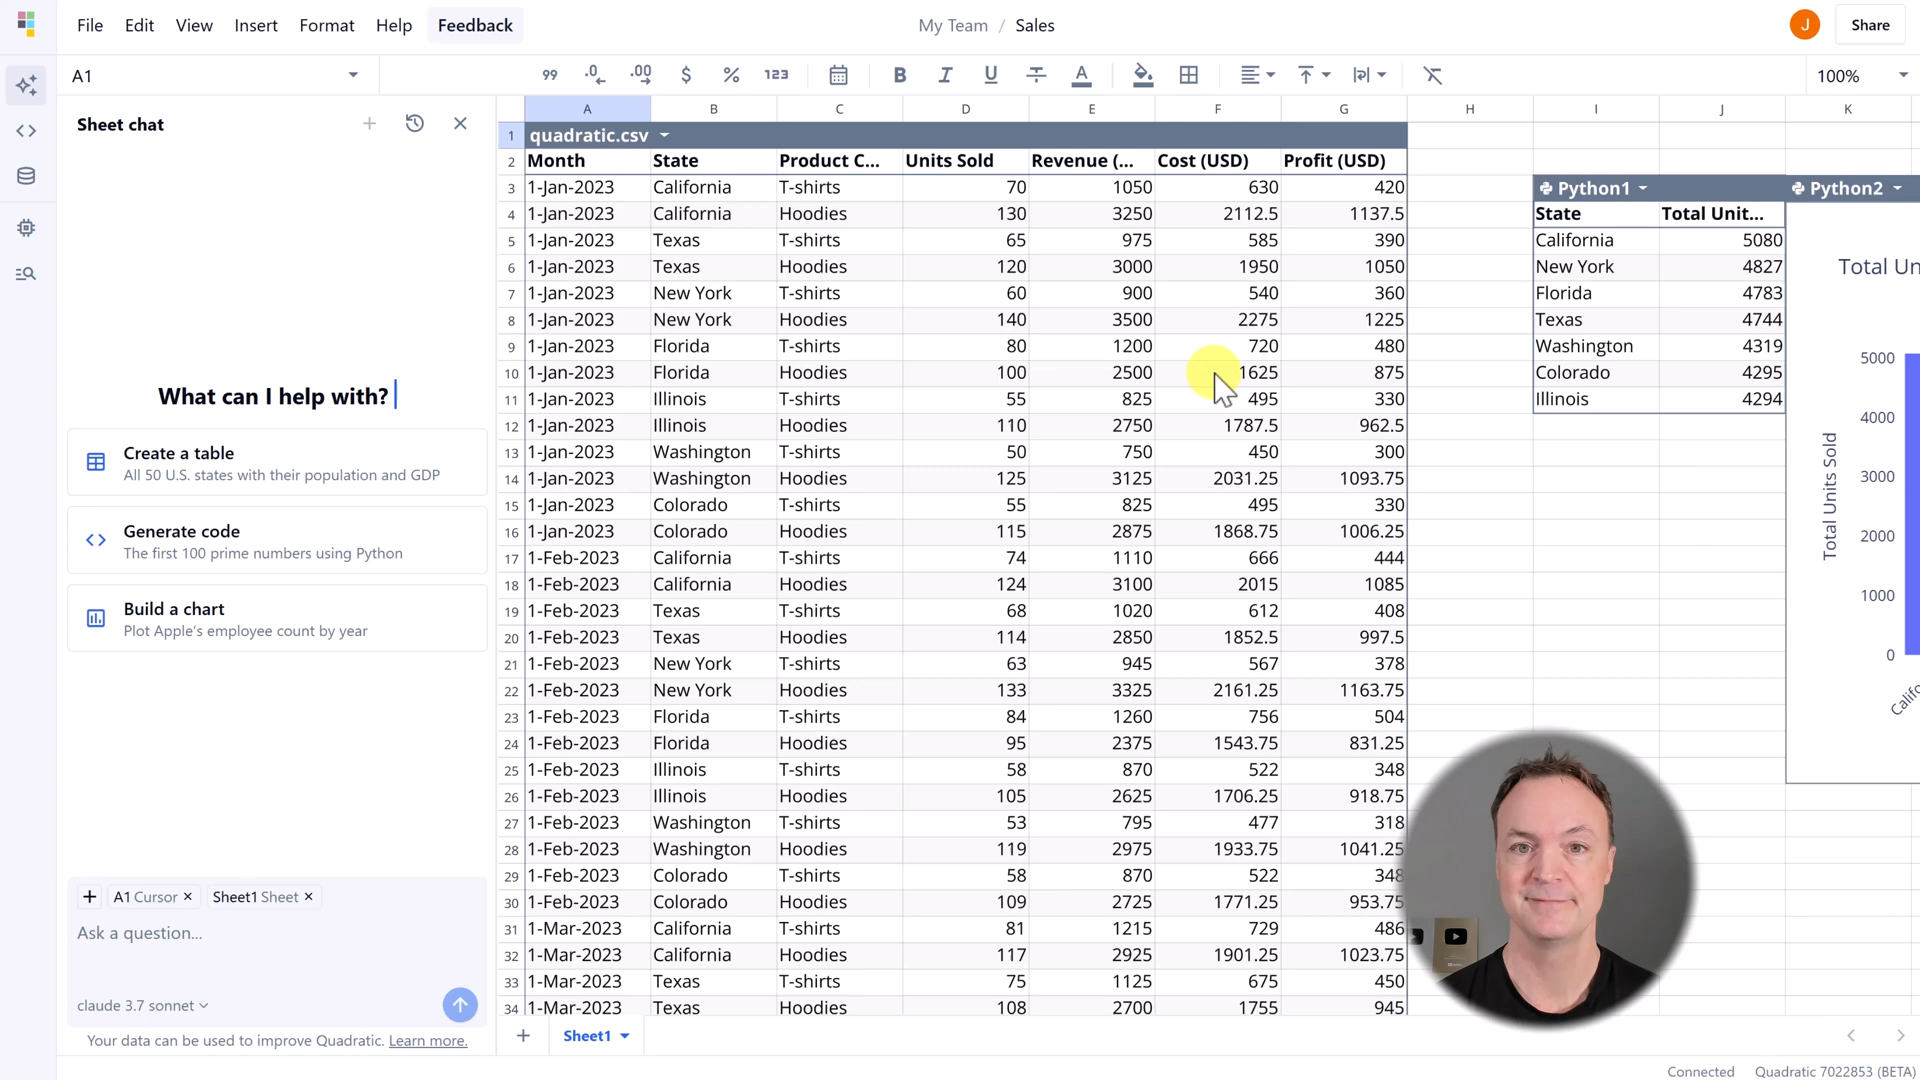 File Edit View Insert Format Help Feedback My Team / Sales J Share
A1 99 .0 .00 $ % 123 B I U A 100%
Sheet chat
What can I help with?
Create a table
All 50 U.S. states with their population and GDP
Generate code
The first 100 prime numbers using Python
Build a chart
Plot Apple's employee count by year
A1 Cursor × Sheet1 Sheet ×
Ask a question...
claude 3.7 sonnet
Your data can be used to improve Quadratic. Learn more.
A B C D E F G H I J K
1 quadratic.csv
2 Month State Product C... Units Sold Revenue (... Cost (USD) Profit (USD)
3 1-Jan-2023 California T-shirts 70 1050 630 420
4 1-Jan-2023 California Hoodies 130 3250 2112.5 1137.5
5 1-Jan-2023 Texas T-shirts 65 975 585 390
6 1-Jan-2023 Texas Hoodies 120 3000 1950 1050
7 1-Jan-2023 New York T-shirts 60 900 540 360
8 1-Jan-2023 New York Hoodies 140 3500 2275 1225
9 1-Jan-2023 Florida T-shirts 80 1200 720 480
10 1-Jan-2023 Florida Hoodies 100 2500 1625 875
11 1-Jan-2023 Illinois T-shirts 55 825 495 330
12 1-Jan-2023 Illinois Hoodies 110 2750 1787.5 962.5
13 1-Jan-2023 Washington T-shirts 50 750 450 300
14 1-Jan-2023 Washington Hoodies 125 3125 2031.25 1093.75
15 1-Jan-2023 Colorado T-shirts 55 825 495 330
16 1-Jan-2023 Colorado Hoodies 115 2875 1868.75 1006.25
17 1-Feb-2023 California T-shirts 74 1110 666 444
18 1-Feb-2023 California Hoodies 124 3100 2015 1085
19 1-Feb-2023 Texas T-shirts 68 1020 612 408
20 1-Feb-2023 Texas Hoodies 114 2850 1852.5 997.5
21 1-Feb-2023 New York T-shirts 63 945 567 378
22 1-Feb-2023 New York Hoodies 133 3325 2161.25 1163.75
23 1-Feb-2023 Florida T-shirts 84 1260 756 504
24 1-Feb-2023 Florida Hoodies 95 2375 1543.75 831.25
25 1-Feb-2023 Illinois T-shirts 58 870 522 348
26 1-Feb-2023 Illinois Hoodies 105 2625 1706.25 918.75
27 1-Feb-2023 Washington T-shirts 53 795 477 318
28 1-Feb-2023 Washington Hoodies 119 2975 1933.75 1041.25
29 1-Feb-2023 Colorado T-shirts 58 870 522 348
30 1-Feb-2023 Colorado Hoodies 109 2725 1771.25 953.75
31 1-Mar-2023 California T-shirts 81 1215 729 486
32 1-Mar-2023 California Hoodies 117 2925 1901.25 1023.75
33 1-Mar-2023 Texas T-shirts 75 1125 675 450
34 1-Mar-2023 Texas Hoodies 108 2700 1755 945
Python1
State Total Unit...
California 5080
New York 4827
Florida 4783
Texas 4744
Washington 4319
Colorado 4295
Illinois 4294
Python2
Total Un
Total Units Sold
5000
4000
3000
2000
1000
0
Califo
Sheet1
Connected Quadratic 7022853 (BETA)